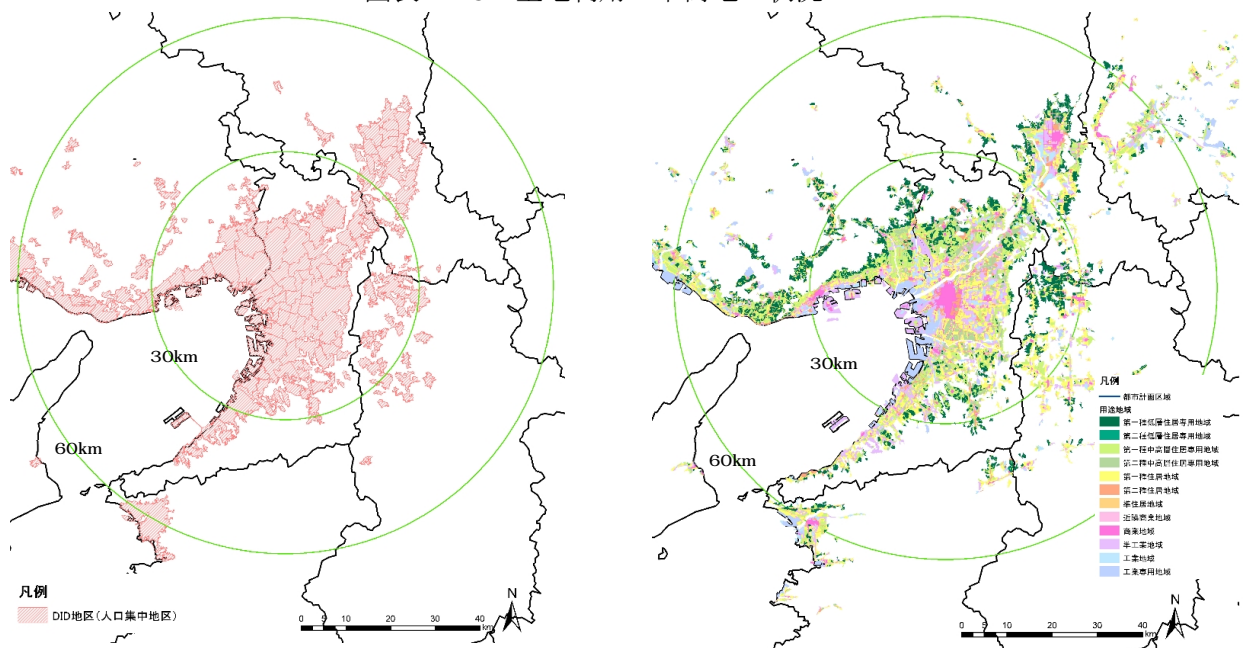 30km
60km
凡例
DID地区(人口集中地区)
N
0 5 10 20 30 40
km
30km
60km
凡例
都市計画区域
用途地域
第一種低層住居専用地域
第二種低層住居専用地域
第一種中高層住居専用地域
第二種中高層住居専用地域
第一種住居地域
第二種住居地域
準住居地域
近隣商業地域
商業地域
準工業地域
工業地域
工業専用地域
N
0 5 10 20 30 40
km